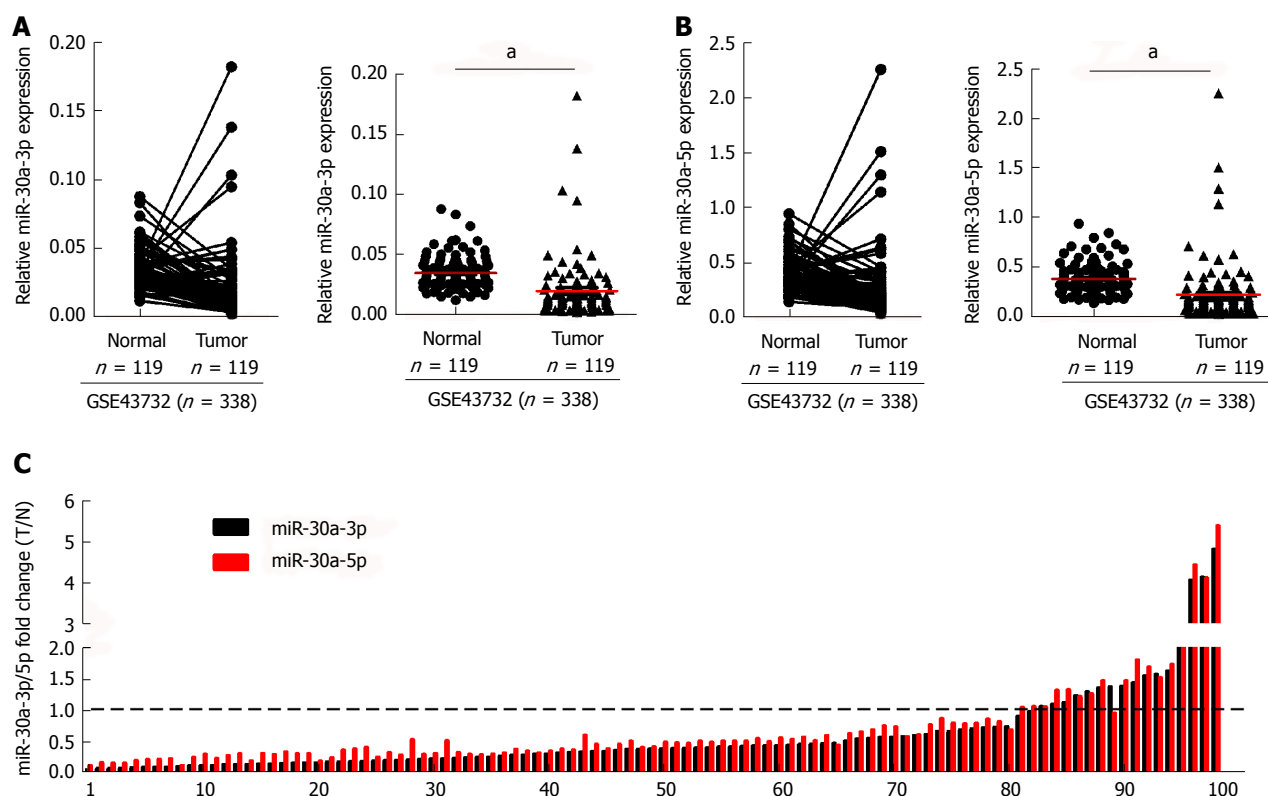 A
Relative miR-30a-3p expression
0.20
0.15
0.10
0.05
0.00
Normal Tumor
n = 119 n = 119
GSE43732 (n = 338)
a
Relative miR-30a-3p expression
0.20
0.15
0.10
0.05
0.00
Normal Tumor
n = 119 n = 119
GSE43732 (n = 338)
B
Relative miR-30a-5p expression
2.5
2.0
1.5
1.0
0.5
0.0
Normal Tumor
n = 119 n = 119
GSE43732 (n = 338)
a
Relative miR-30a-5p expression
2.5
2.0
1.5
1.0
0.5
0.0
Normal Tumor
n = 119 n = 119
GSE43732 (n = 338)
C
miR-30a-3p/5p fold change (T/N)
6
5
4
3
2.0
1.5
1.0
0.5
0.0
miR-30a-3p
miR-30a-5p
1 10 20 30 40 50 60 70 80 90 100